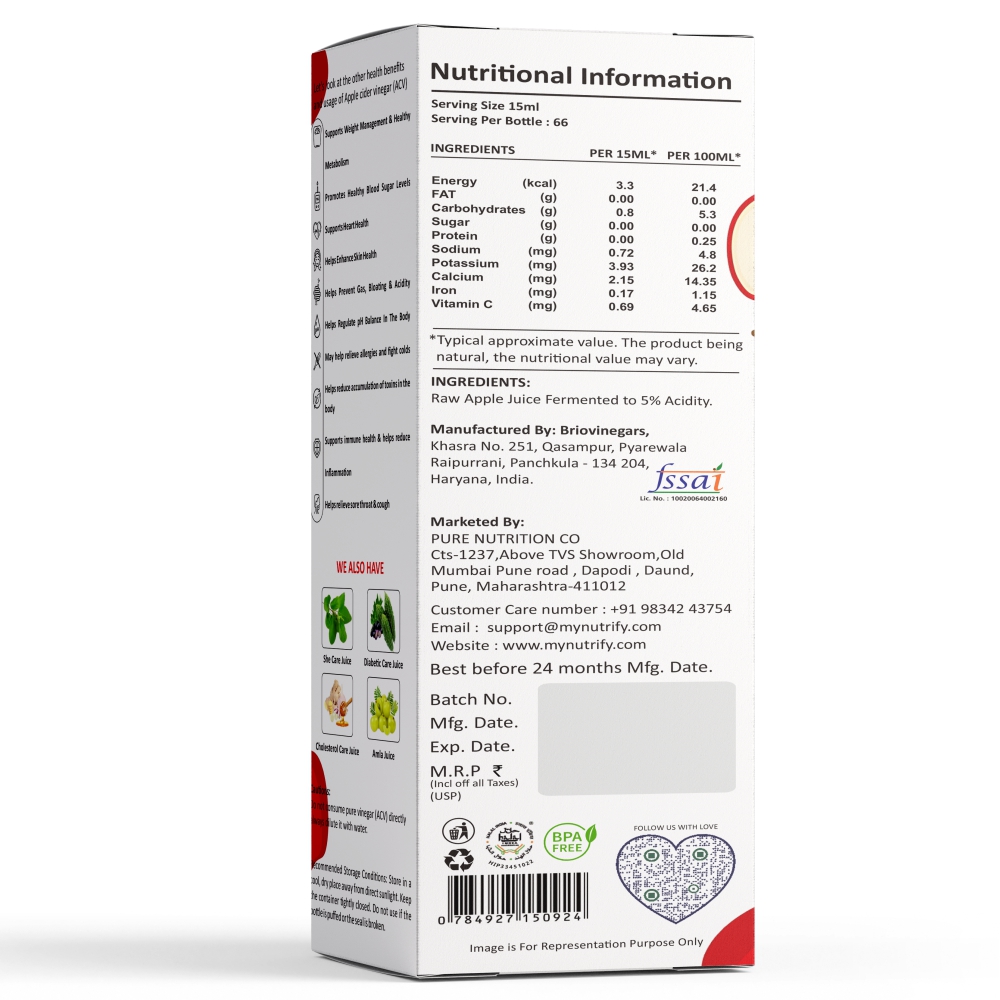 look at the other health benefits
usage of Apple cider vinegar (ACV)
Supports Weight Management & Healthy
Metabolism
Promotes Healthy Blood Sugar Levels
Supports Heart Health
Helps Enhance Skin Health
Helps Prevent Gas, Bloating & Acidity
Helps Regulate pH Balance In The Body
May help relieve allergies and fight colds
Helps reduce accumulation of toxins in the
body
Supports immune health & helps reduce
Inflammation
Helps relieve sore throat & cough
WE ALSO HAVE
She Care Juice
Diabetic Care Juice
Cholesterol Care Juice
Amla Juice
consume pure vinegar (ACV) directly
dilute it with water.
Storage Conditions: Store in a
cool, dry place away from direct sunlight. Keep
the container tightly closed. Do not use if the
bottle is puffed or the seal is broken.
Nutritional Information
Serving Size 15ml
Serving Per Bottle : 66
INGREDIENTS PER 15ML* PER 100ML*
Energy (kcal) 3.3 21.4
FAT (g) 0.00 0.00
Carbohydrates (g) 0.8 5.3
Sugar (g) 0.00 0.00
Protein (g) 0.00 0.25
Sodium (mg) 0.72 4.8
Potassium (mg) 3.93 26.2
Calcium (mg) 2.15 14.35
Iron (mg) 0.17 1.15
Vitamin C (mg) 0.69 4.65
*Typical approximate value. The product being
natural, the nutritional value may vary.
INGREDIENTS:
Raw Apple Juice Fermented to 5% Acidity.
Manufactured By: Briovinegars,
Khasra No. 251, Qasampur, Pyarewala
Raipurrani, Panchkula - 134 204,
Haryana, India.
fssai
Lic. No. : 10020064002160
Marketed By:
PURE NUTRITION CO
Cts-1237,Above TVS Showroom,Old
Mumbai Pune road , Dapodi , Daund,
Pune, Maharashtra-411012
Customer Care number : +91 98342 43754
Email : support@mynutrify.com
Website : www.mynutrify.com
Best before 24 months Mfg. Date.
Batch No.
Mfg. Date.
Exp. Date.
M.R.P ₹
(Incl off all Taxes)
(USP)
HIP33451022
BPA
FREE
FOLLOW US WITH LOVE
0 784927 150924
Image is For Representation Purpose Only